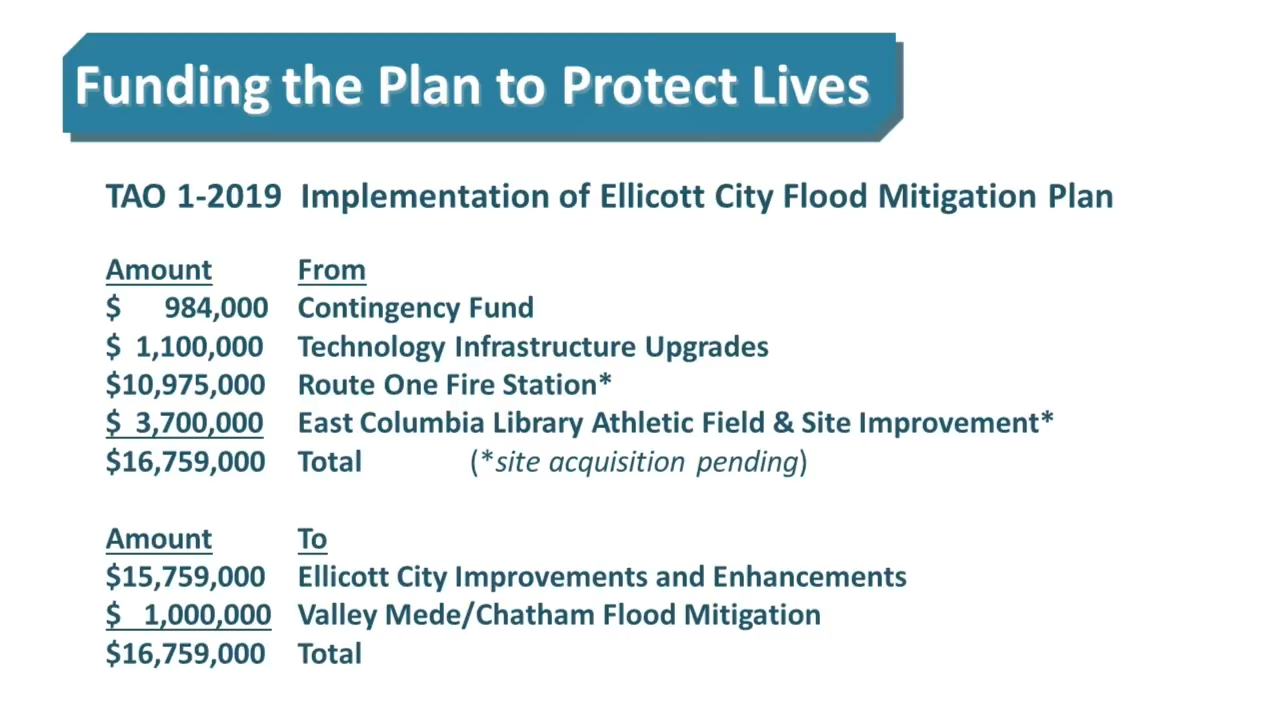 Funding the Plan to Protect Lives
TAO 1-2019 Implementation of Ellicott City Flood Mitigation Plan
Amount From
$ 984,000 Contingency Fund
$ 1,100,000 Technology Infrastructure Upgrades
$10,975,000 Route One Fire Station*
$ 3,700,000 East Columbia Library Athletic Field & Site Improvement*
$16,759,000 Total (*site acquisition pending)
Amount To
$15,759,000 Ellicott City Improvements and Enhancements
$ 1,000,000 Valley Mede/Chatham Flood Mitigation
$16,759,000 Total